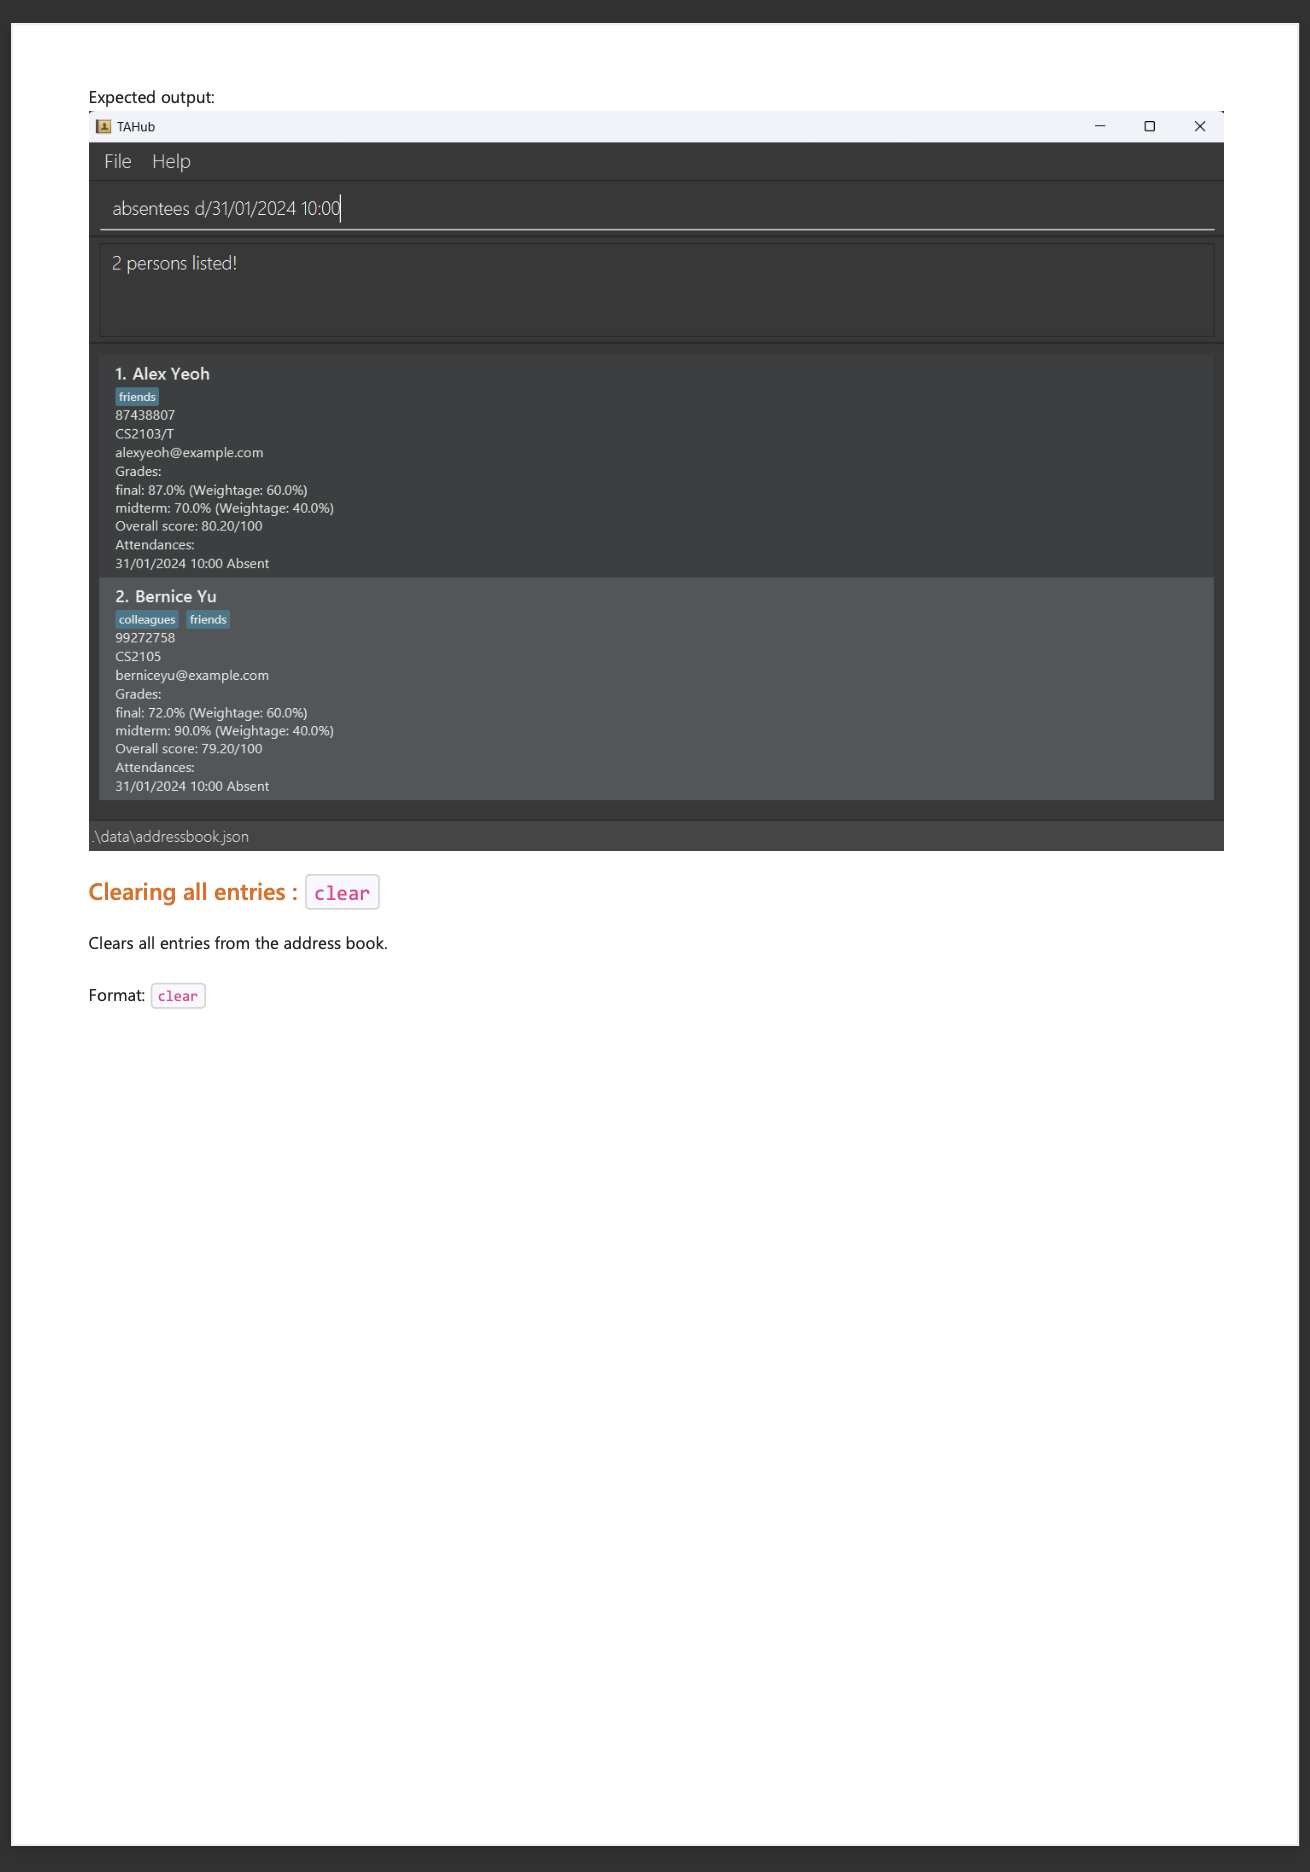 Expected output:
TAHub
File Help
absentees d/31/01/2024 10:00
2 persons listed!
1. Alex Yeoh
friends
87438807
CS2103/T
alexyeoh@example.com
Grades:
final: 87.0% (Weightage: 60.0%)
midterm: 70.0% (Weightage: 40.0%)
Overall score: 80.20/100
Attendances:
31/01/2024 10:00 Absent
2. Bernice Yu
colleagues friends
99272758
CS2105
berniceyu@example.com
Grades:
final: 72.0% (Weightage: 60.0%)
midterm: 90.0% (Weightage: 40.0%)
Overall score: 79.20/100
Attendances:
31/01/2024 10:00 Absent
.\data\addressbook.json
Clearing all entries : clear
Clears all entries from the address book.
Format: clear